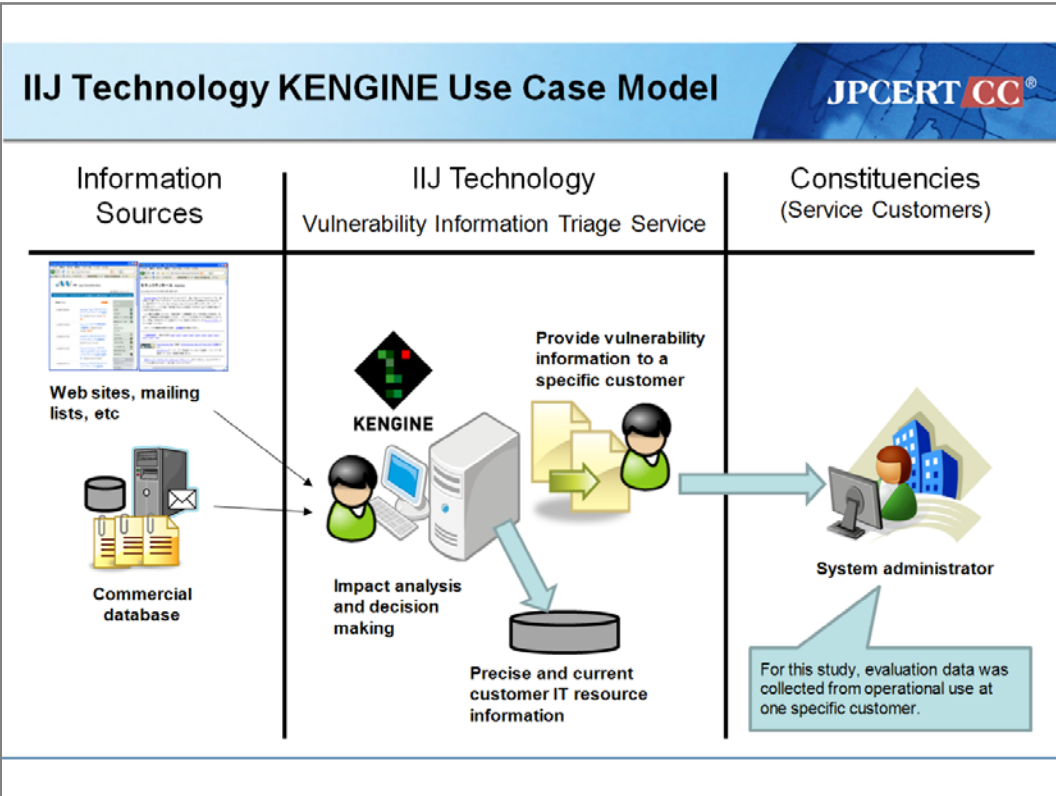 IIJ Technology KENGINE Use Case Model
JPCERT CC®
Information
Sources
IIJ Technology
Vulnerability Information Triage Service
Constituencies
(Service Customers)
Web sites, mailing
lists, etc
Commercial
database
KENGINE
Impact analysis
and decision
making
Provide vulnerability
information to a
specific customer
Precise and current
customer IT resource
information
System administrator
For this study, evaluation data was
collected from operational use at
one specific customer.